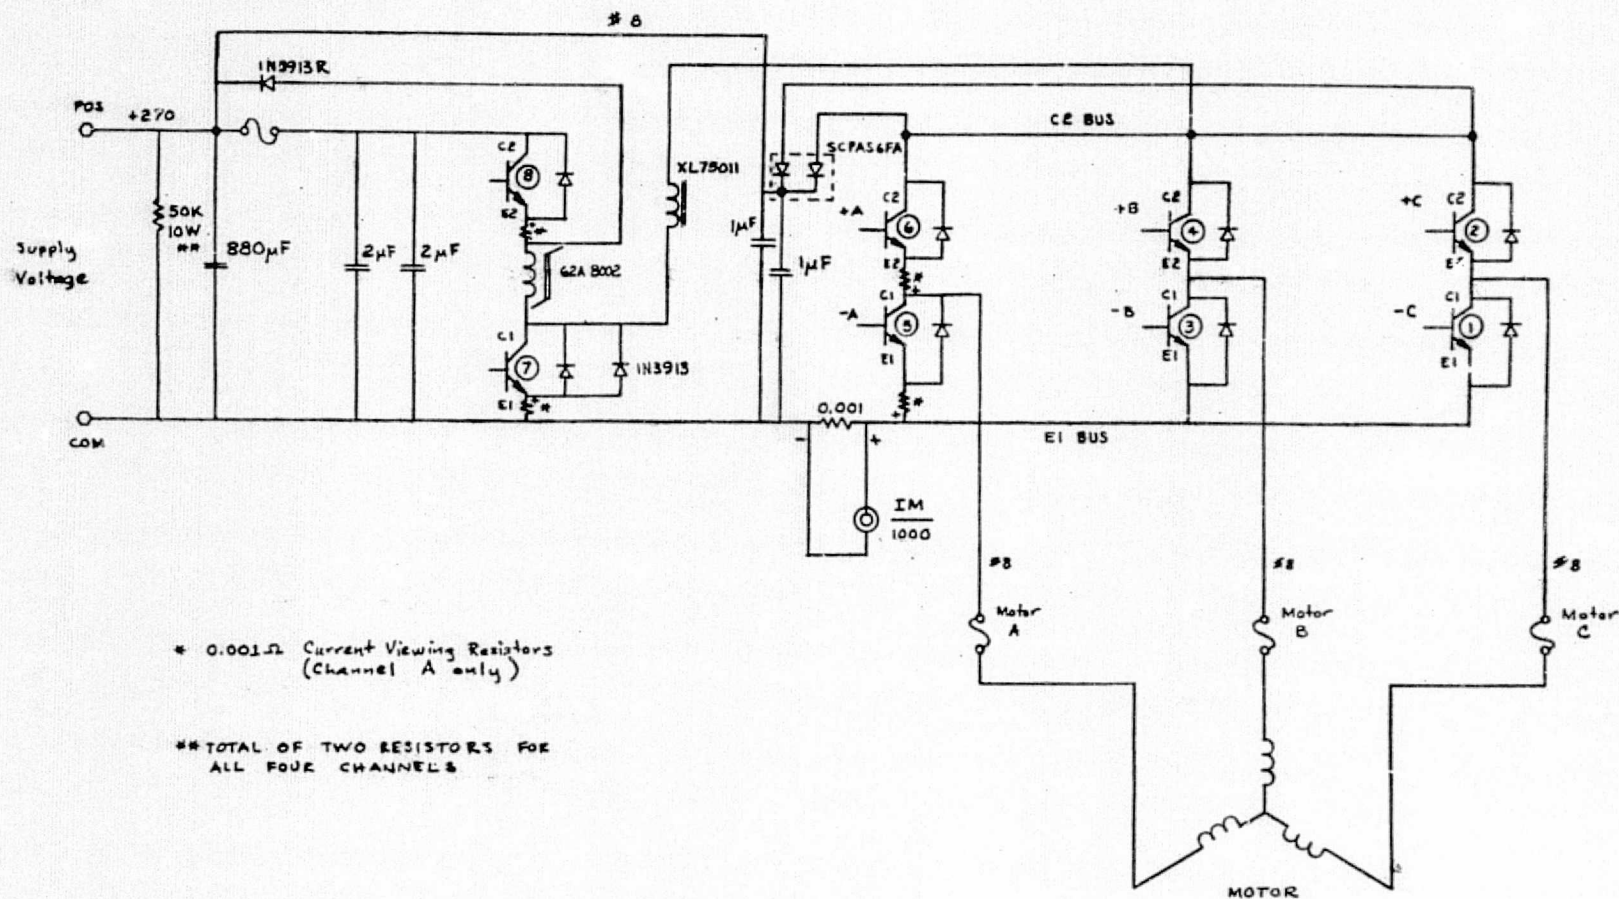 # 8
1N3913R
POS
+270
C2 BUS
SCPAS6FA
C2
8
XL75011
E2
*
50K
10W
**
880µF
2µF
2µF
62A 8002
1µF
1µF
Supply
Voltage
+A
C2
6
E2
*
+
+B
C2
4
E2
+C
C2
2
C1
7
E1
+
*
1N3913
-A
C1
5
E1
+
*
-B
C1
3
E1
-C
C1
1
E1
COM
0.001
-
+
E1 BUS
IM
1000
#8
#8
#8
Motor
A
Motor
B
Motor
C
* 0.001Ω Current Viewing Resistors
(Channel A only)
** TOTAL OF TWO RESISTORS FOR
ALL FOUR CHANNELS
MOTOR